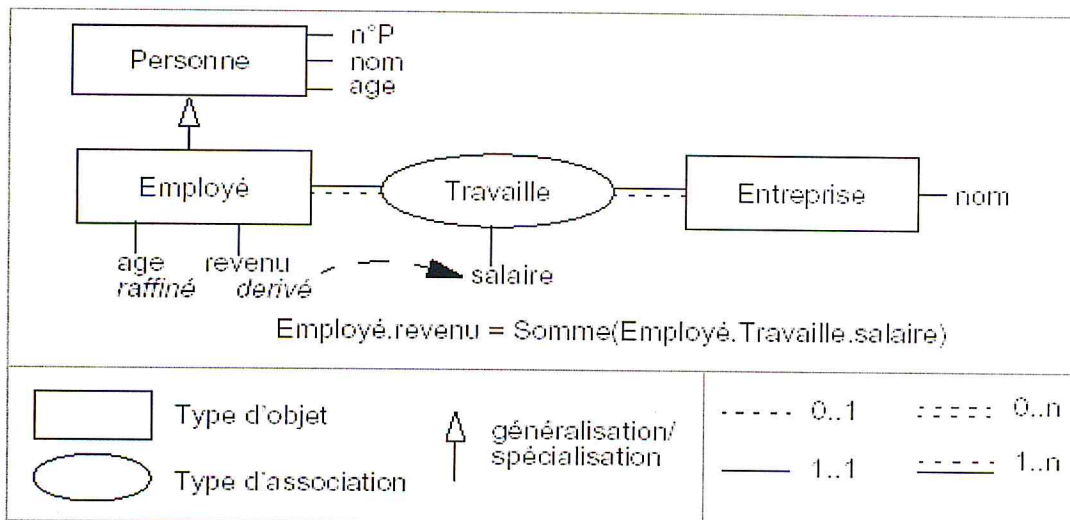 n°P
Personne
nom
age
Employé
Travaille
Entreprise
nom
age
raffiné
revenu
derivé
salaire
Employé.revenu = Somme(Employé.Travaille.salaire)
Type d'objet
Type d'association
généralisation/
spécialisation
0..1
0..n
1..1
1..n